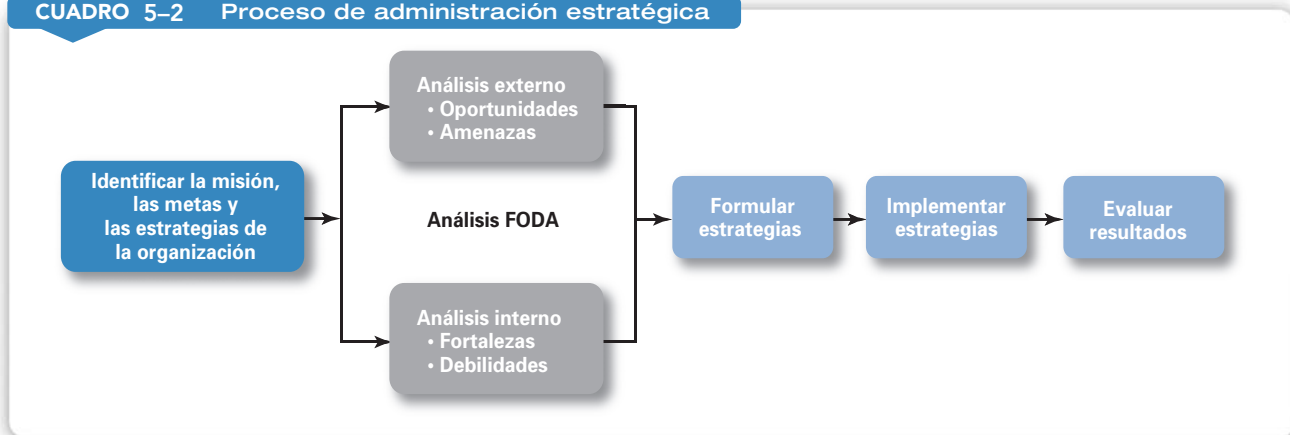 CUADRO 5–2 Proceso de administración estratégica
Análisis externo
• Oportunidades
• Amenazas
Identificar la misión,
las metas y
las estrategias de
la organización
Análisis FODA
Formular
estrategias
Implementar
estrategias
Evaluar
resultados
Análisis interno
• Fortalezas
• Debilidades